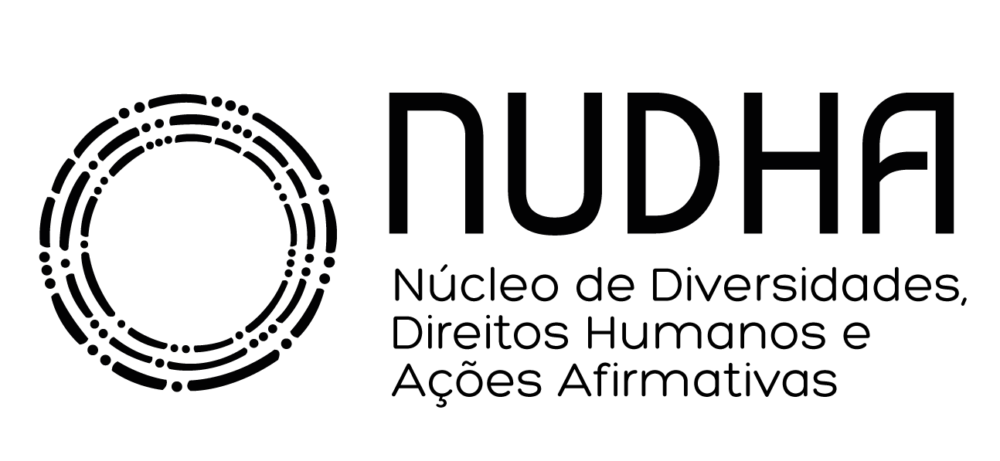 NUDHA
Núcleo de Diversidades,
Direitos Humanos e
Ações Afirmativas